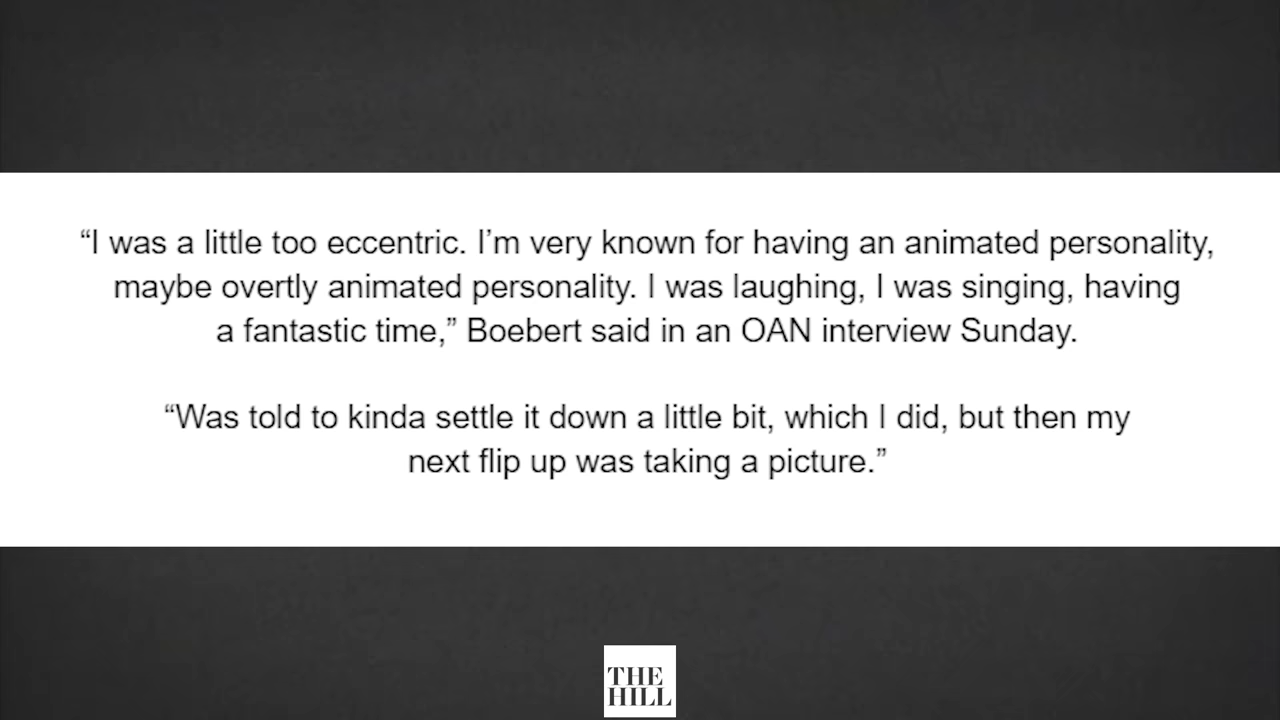 “I was a little too eccentric. I’m very known for having an animated personality,
maybe overtly animated personality. I was laughing, I was singing, having
a fantastic time,” Boebert said in an OAN interview Sunday.
“Was told to kinda settle it down a little bit, which I did, but then my
next flip up was taking a picture.”
THE
HILL